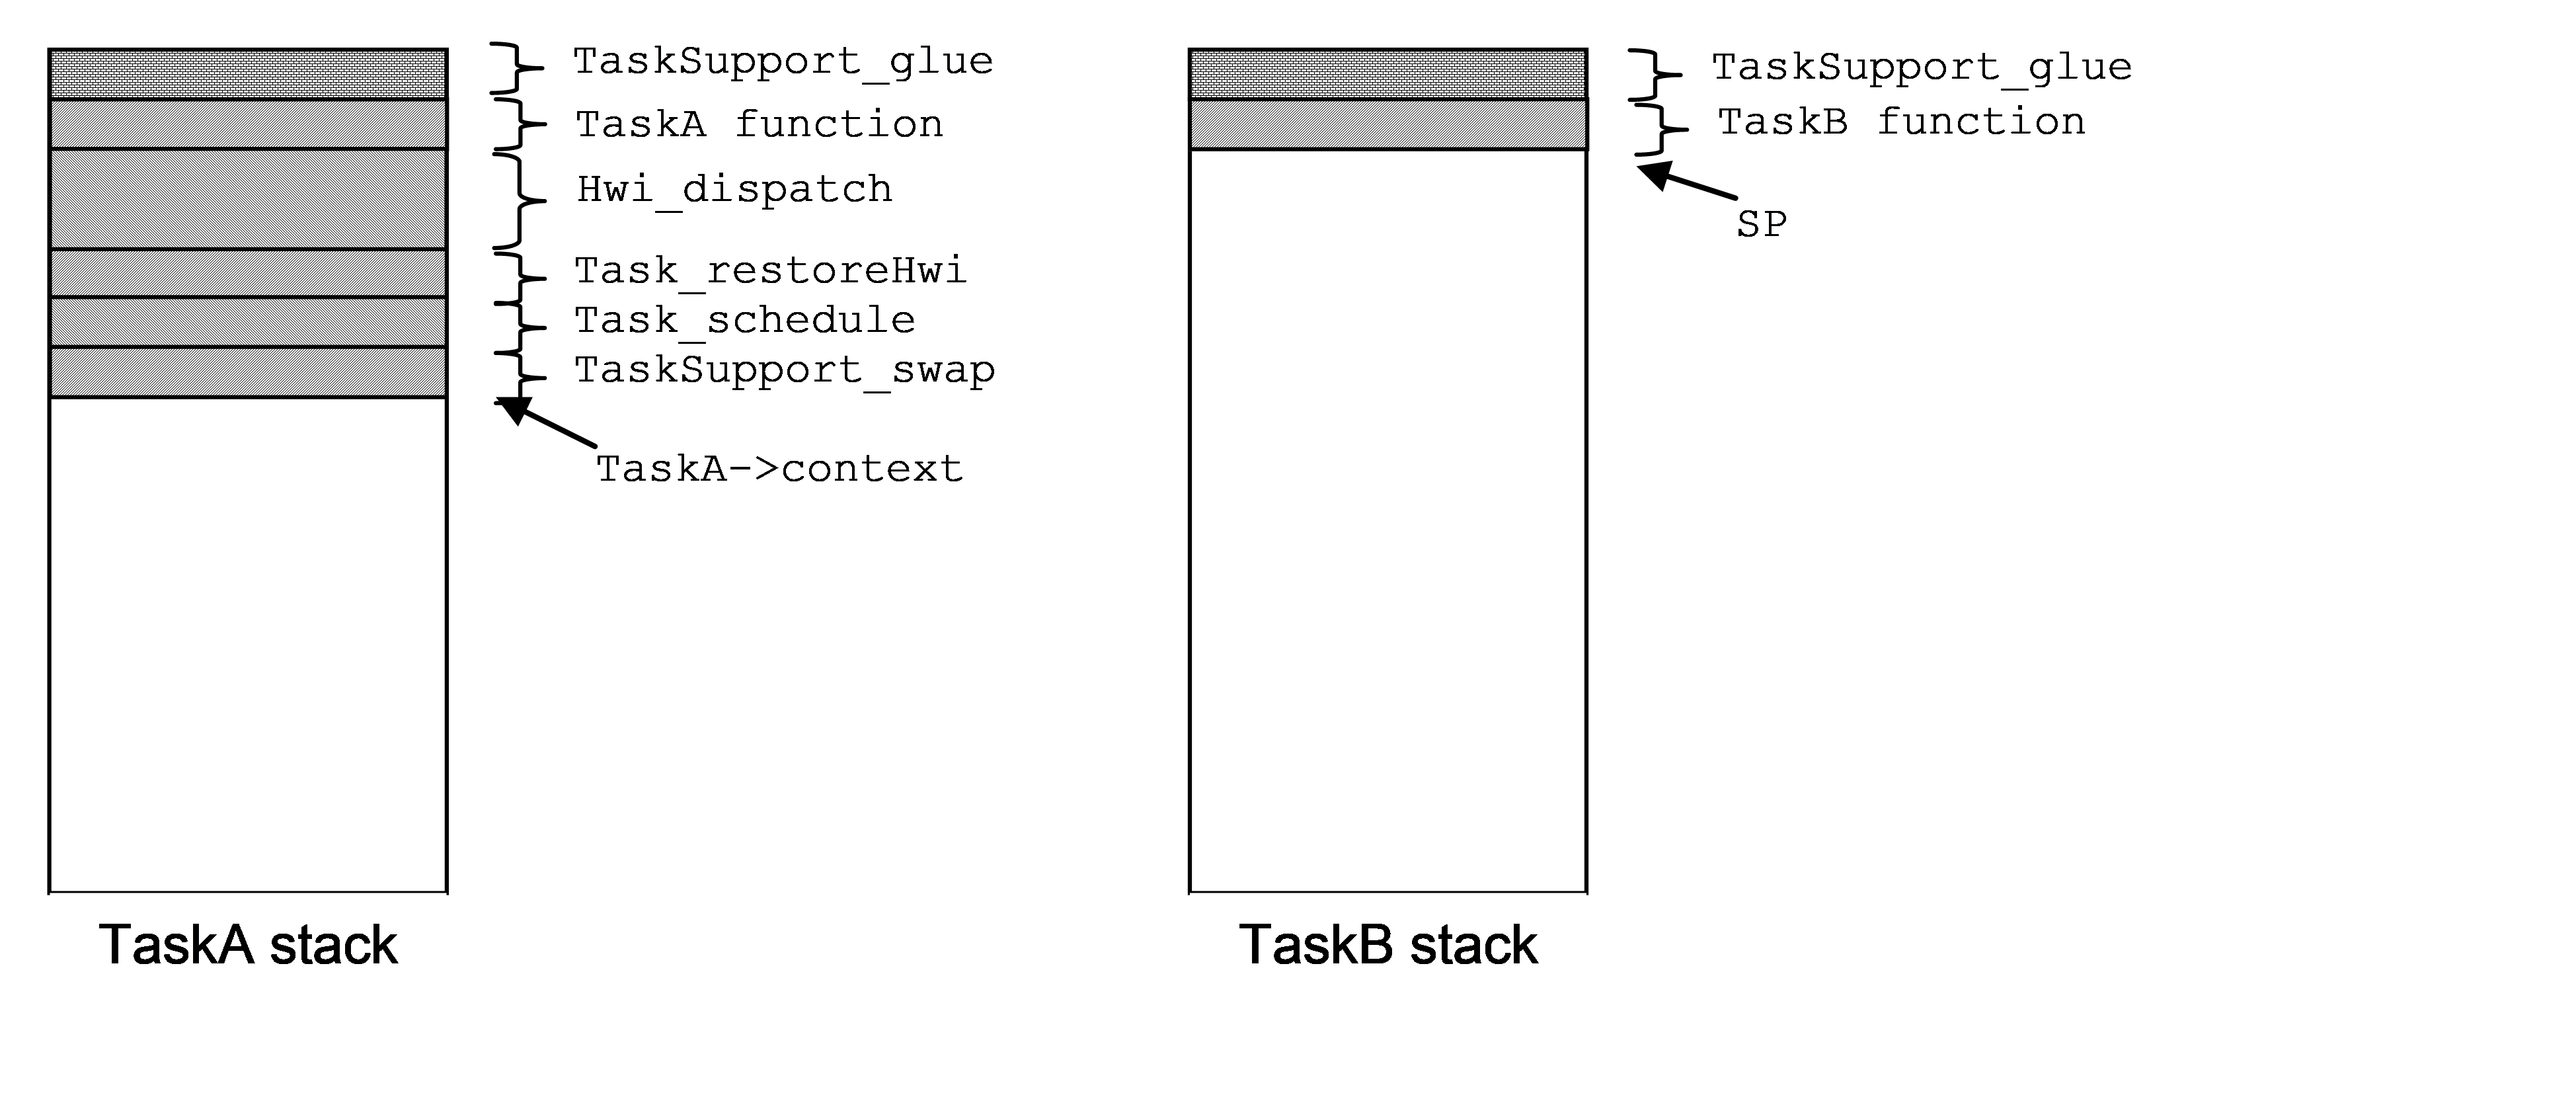 TaskSupport_glue
TaskA function
Hwi_dispatch
Task_restoreHwi
Task_schedule
TaskSupport_swap
TaskA->context
TaskA stack
TaskSupport_glue
TaskB function
SP
TaskB stack